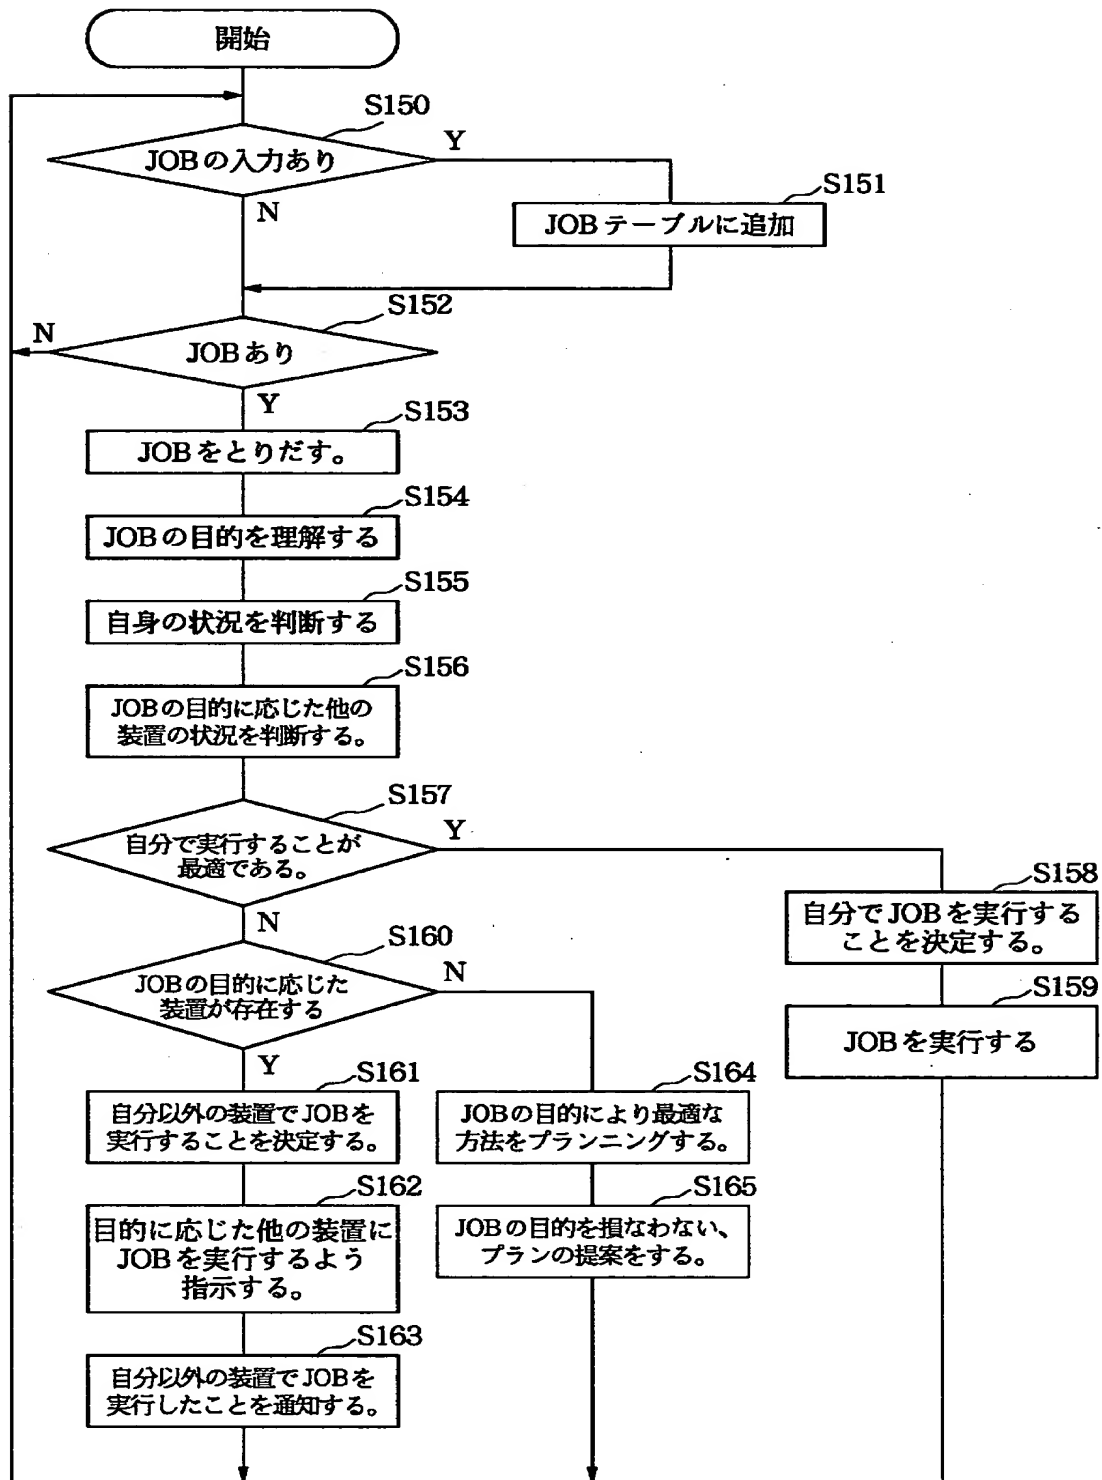 開始
S150
JOBの入力あり
Y
N
S151
JOBテーブルに追加
S152
N
JOBあり
Y
S153
JOBをとりだす。
S154
JOBの目的を理解する
S155
自身の状況を判断する
S156
JOBの目的に応じた他の
装置の状況を判断する。
S157
自分で実行することが
最適である。
Y
N
S158
自分でJOBを実行する
ことを決定する。
S159
JOBを実行する
S160
JOBの目的に応じた
装置が存在する
N
Y
S161
自分以外の装置でJOBを
実行することを決定する。
S162
目的に応じた他の装置に
JOBを実行するよう
指示する。
S163
自分以外の装置でJOBを
実行したことを通知する。
S164
JOBの目的により最適な
方法をプランニングする。
S165
JOBの目的を損なわない、
プランの提案をする。